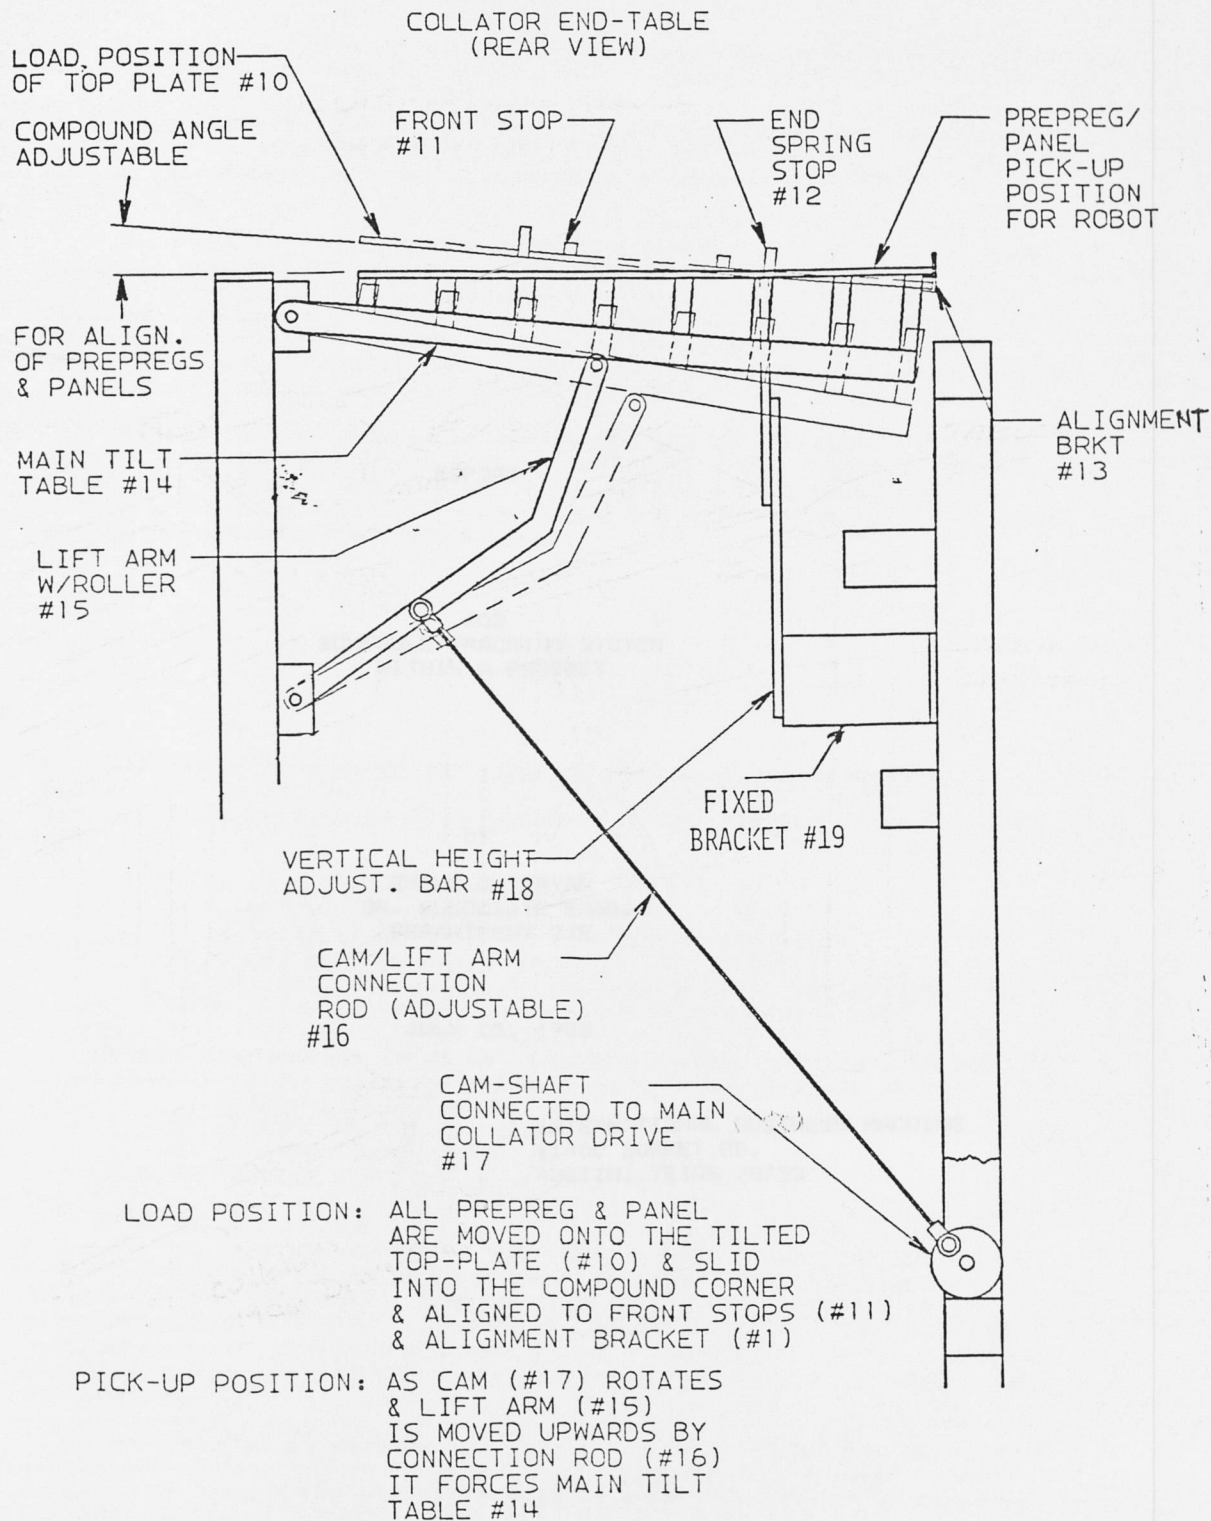 COLLATOR END-TABLE
(REAR VIEW)
LOAD POSITION
OF TOP PLATE #10
COMPOUND ANGLE
ADJUSTABLE
FRONT STOP
#11
END
SPRING
STOP
#12
PREPREG/
PANEL
PICK-UP
POSITION
FOR ROBOT
FOR ALIGN.
OF PREPREGS
& PANELS
MAIN TILT
TABLE #14
ALIGNMENT
BRKT
#13
LIFT ARM
W/ROLLER
#15
FIXED
BRACKET #19
VERTICAL HEIGHT
ADJUST. BAR #18
CAM/LIFT ARM
CONNECTION
ROD (ADJUSTABLE)
#16
CAM-SHAFT
CONNECTED TO MAIN
COLLATOR DRIVE
#17
LOAD POSITION: ALL PREPREG & PANEL
ARE MOVED ONTO THE TILTED
TOP-PLATE (#10) & SLID
INTO THE COMPOUND CORNER
& ALIGNED TO FRONT STOPS (#11)
& ALIGNMENT BRACKET (#1)
PICK-UP POSITION: AS CAM (#17) ROTATES
& LIFT ARM (#15)
IS MOVED UPWARDS BY
CONNECTION ROD (#16)
IT FORCES MAIN TILT
TABLE #14